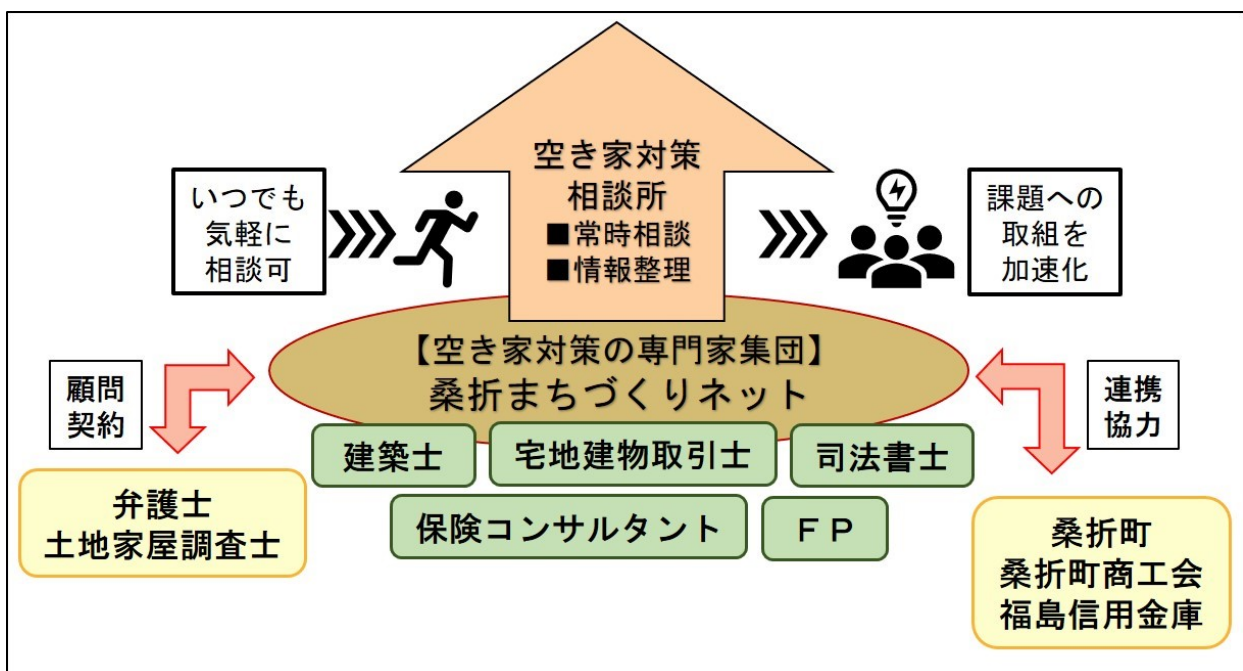 空き家対策
相談所
■常時相談
■情報整理
いつでも
気軽に
相談可
課題への
取組を
加速化
【空き家対策の専門家集団】
桑折まちづくりネット
顧問
契約
連携
協力
建築士
宅地建物取引士
司法書士
保険コンサルタント
ＦＰ
弁護士
土地家屋調査士
桑折町
桑折町商工会
福島信用金庫